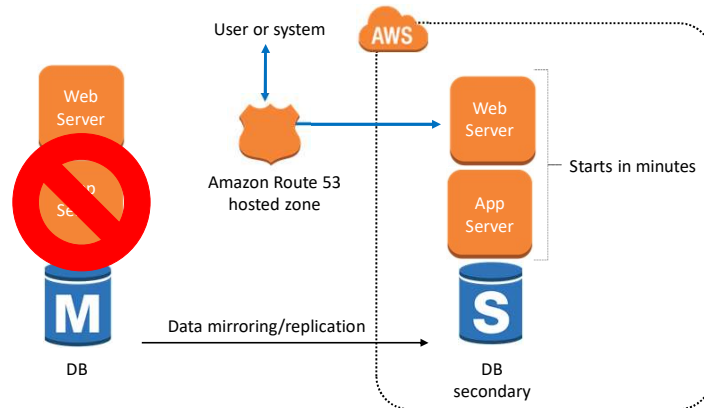 User or system
AWS
Web
Server
Web
Server
Amazon Route 53
hosted zone
Starts in minutes
App
Server
M
S
Data mirroring/replication
DB
DB
secondary